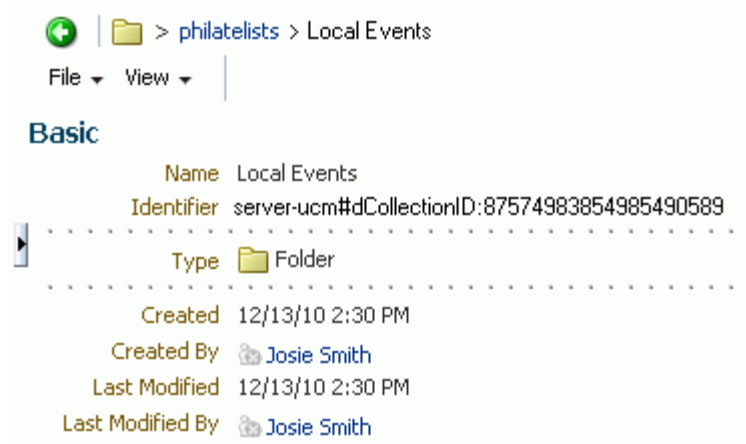 > philatelists > Local Events
File View
Basic
Name Local Events
Identifier server-ucm#dCollectionID:87574983854985490589
Type Folder
Created 12/13/10 2:30 PM
Created By Josie Smith
Last Modified 12/13/10 2:30 PM
Last Modified By Josie Smith